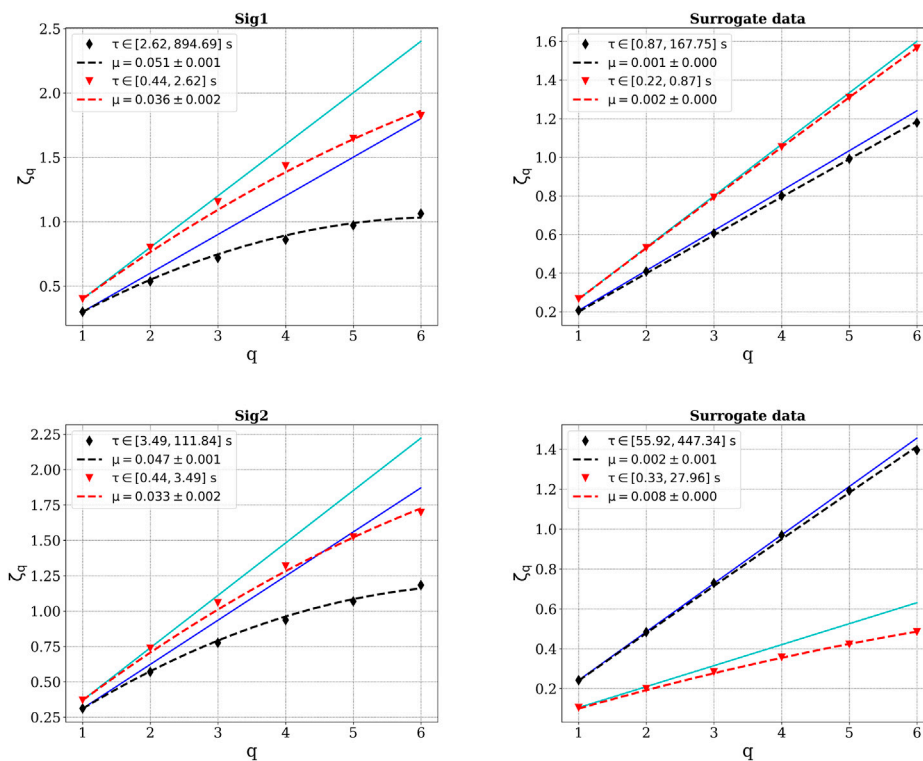 Sig1
τ ∈ [2.62, 894.69] s
μ = 0.051 ± 0.001
τ ∈ [0.44, 2.62] s
μ = 0.036 ± 0.002
2.5
2.0
1.5
1.0
0.5
ζq
1 2 3 4 5 6
q
Surrogate data
τ ∈ [0.87, 167.75] s
μ = 0.001 ± 0.000
τ ∈ [0.22, 0.87] s
μ = 0.002 ± 0.000
1.6
1.4
1.2
1.0
0.8
0.6
0.4
0.2
ζq
1 2 3 4 5 6
q
Sig2
τ ∈ [3.49, 111.84] s
μ = 0.047 ± 0.001
τ ∈ [0.44, 3.49] s
μ = 0.033 ± 0.002
2.25
2.00
1.75
1.50
1.25
1.00
0.75
0.50
0.25
ζq
1 2 3 4 5 6
q
Surrogate data
τ ∈ [55.92, 447.34] s
μ = 0.002 ± 0.001
τ ∈ [0.33, 27.96] s
μ = 0.008 ± 0.000
1.4
1.2
1.0
0.8
0.6
0.4
0.2
ζq
1 2 3 4 5 6
q